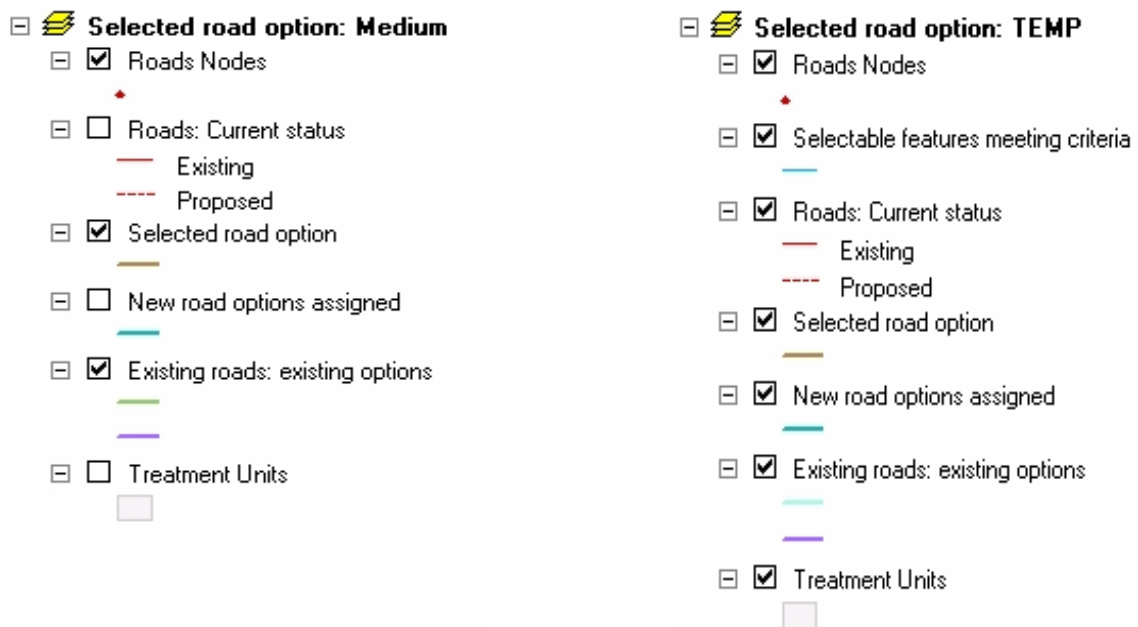 Selected road option: Medium
Roads Nodes
Roads: Current status
Existing
Proposed
Selected road option
New road options assigned
Existing roads: existing options
Treatment Units
Selected road option: TEMP
Roads Nodes
Selectable features meeting criteria
Roads: Current status
Existing
Proposed
Selected road option
New road options assigned
Existing roads: existing options
Treatment Units